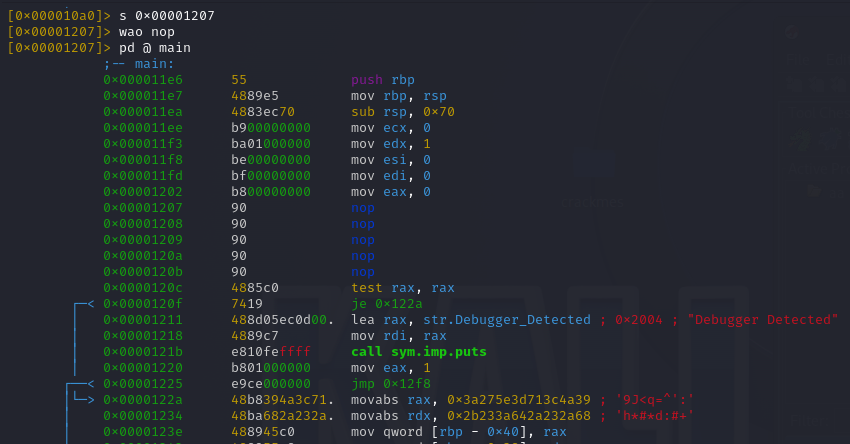 [0×000010a0]> s 0×00001207
[0×00001207]> wao nop
[0×00001207]> pd @ main
;-- main:
0×000011e6 55 push rbp
0×000011e7 4889e5 mov rbp, rsp
0×000011ea 4883ec70 sub rsp, 0×70
0×000011ee b900000000 mov ecx, 0
0×000011f3 ba01000000 mov edx, 1
0×000011f8 be00000000 mov esi, 0
0×000011fd bf00000000 mov edi, 0
0×00001202 b800000000 mov eax, 0
0×00001207 90 nop
0×00001208 90 nop
0×00001209 90 nop
0×0000120a 90 nop
0×0000120b 90 nop
0×0000120c 4885c0 test rax, rax
0×0000120f 7419 je 0×122a
0×00001211 488d05ec0d00. lea rax, str.Debugger_Detected ; 0×2004 ; "Debugger Detected"
0×00001218 4889c7 mov rdi, rax
0×0000121b e810feffff call sym.imp.puts
0×00001220 b801000000 mov eax, 1
0×00001225 e9ce000000 jmp 0×12f8
0×0000122a 48b8394a3c71. movabs rax, 0×3a275e3d713c4a39 ; '9J<q=^':'
0×00001234 48ba682a232a. movabs rdx, 0×2b233a642a232a68 ; 'h*#*d:#+'
0×0000123e 488945c0 mov qword [rbp - 0×40], rax